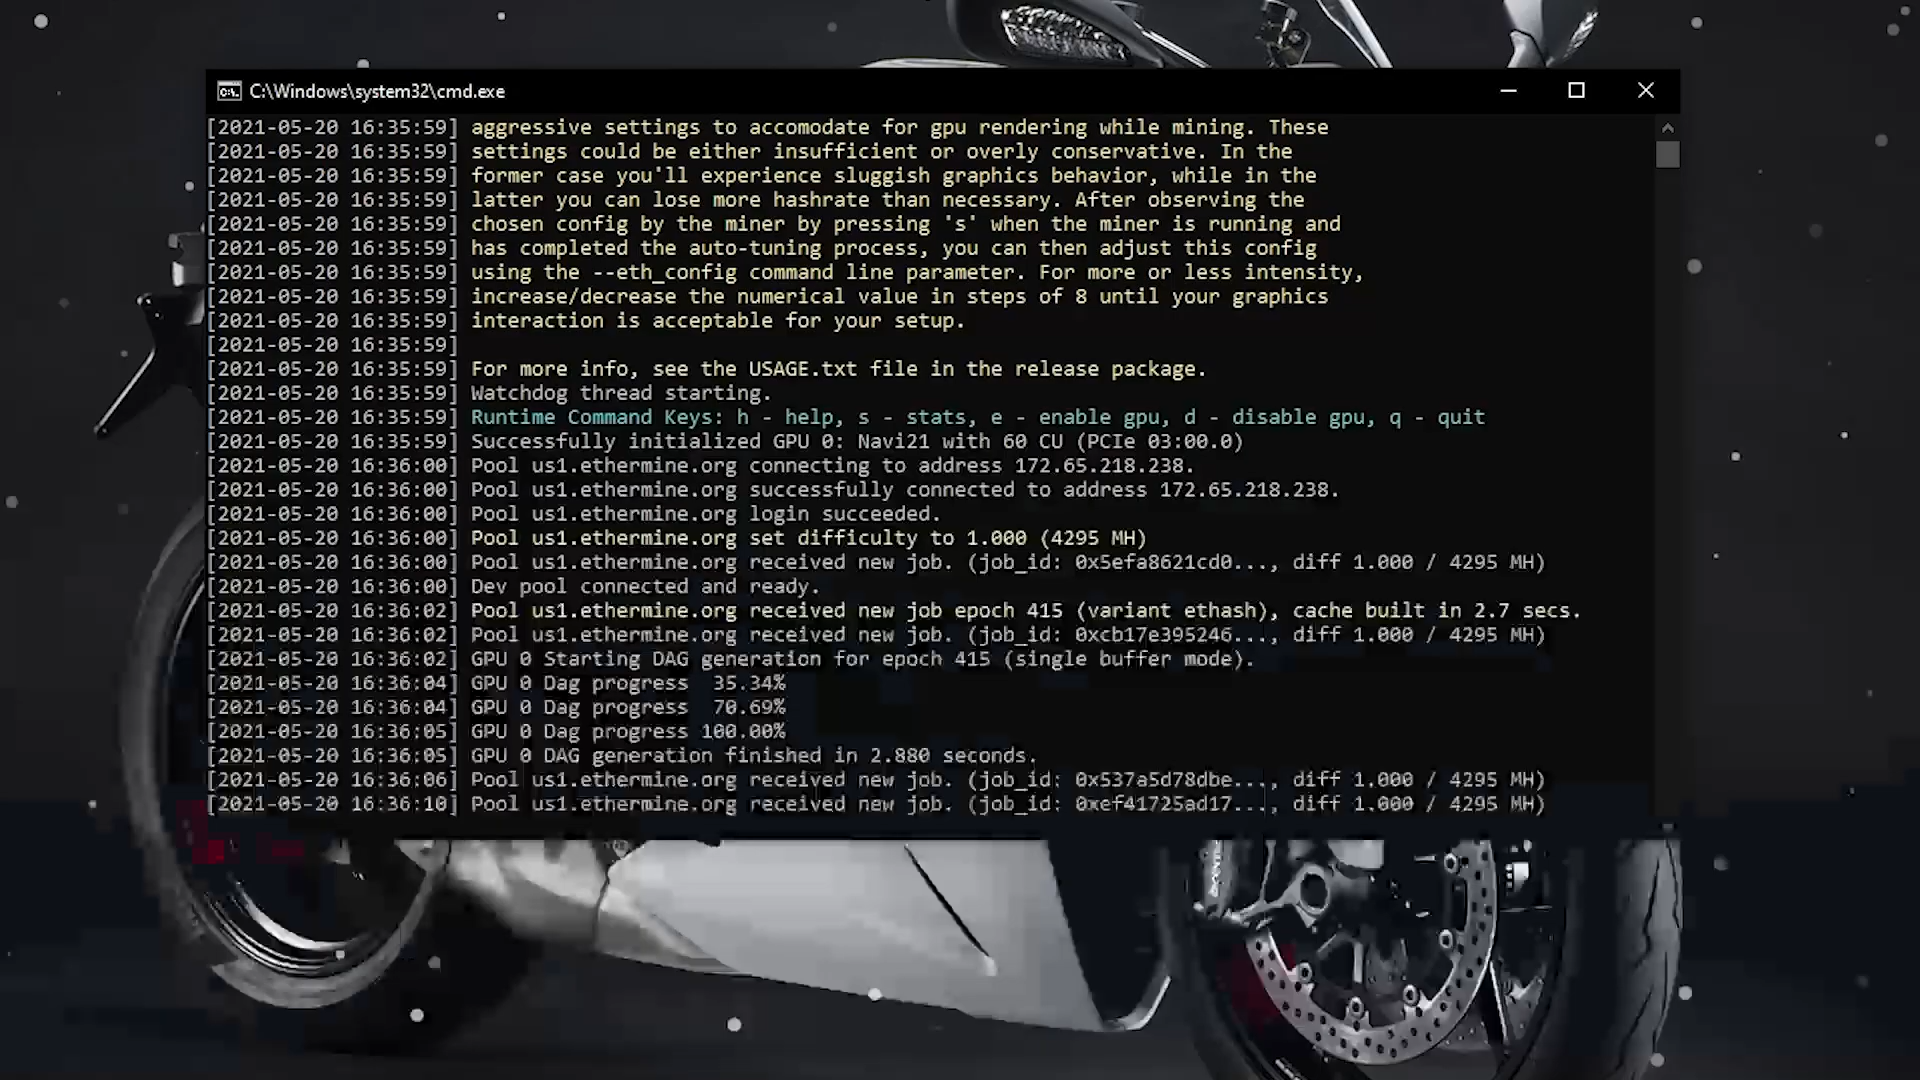 C:\Windows\system32\cmd.exe
[2021-05-20 16:35:59] aggressive settings to accomodate for gpu rendering while mining. These
[2021-05-20 16:35:59] settings could be either insufficient or overly conservative. In the
[2021-05-20 16:35:59] former case you'll experience sluggish graphics behavior, while in the
[2021-05-20 16:35:59] latter you can lose more hashrate than necessary. After observing the
[2021-05-20 16:35:59] chosen config by the miner by pressing 's' when the miner is running and
[2021-05-20 16:35:59] has completed the auto-tuning process, you can then adjust this config
[2021-05-20 16:35:59] using the --eth_config command line parameter. For more or less intensity,
[2021-05-20 16:35:59] increase/decrease the numerical value in steps of 8 until your graphics
[2021-05-20 16:35:59] interaction is acceptable for your setup.
[2021-05-20 16:35:59]
[2021-05-20 16:35:59] For more info, see the USAGE.txt file in the release package.
[2021-05-20 16:35:59] Watchdog thread starting.
[2021-05-20 16:35:59] Runtime Command Keys: h - help, s - stats, e - enable gpu, d - disable gpu, q - quit
[2021-05-20 16:35:59] Successfully initialized GPU 0: Navi21 with 60 CU (PCIe 03:00.0)
[2021-05-20 16:36:00] Pool us1.ethermine.org connecting to address 172.65.218.238.
[2021-05-20 16:36:00] Pool us1.ethermine.org successfully connected to address 172.65.218.238.
[2021-05-20 16:36:00] Pool us1.ethermine.org login succeeded.
[2021-05-20 16:36:00] Pool us1.ethermine.org set difficulty to 1.000 (4295 MH)
[2021-05-20 16:36:00] Pool us1.ethermine.org received new job. (job_id: 0x5efa8621cd0..., diff 1.000 / 4295 MH)
[2021-05-20 16:36:00] Dev pool connected and ready.
[2021-05-20 16:36:02] Pool us1.ethermine.org received new job epoch 415 (variant ethash), cache built in 2.7 secs.
[2021-05-20 16:36:02] Pool us1.ethermine.org received new job. (job_id: 0xcb17e395246..., diff 1.000 / 4295 MH)
[2021-05-20 16:36:02] GPU 0 Starting DAG generation for epoch 415 (single buffer mode).
[2021-05-20 16:36:04] GPU 0 Dag progress  35.34%
[2021-05-20 16:36:04] GPU 0 Dag progress  70.69%
[2021-05-20 16:36:05] GPU 0 Dag progress 100.00%
[2021-05-20 16:36:05] GPU 0 DAG generation finished in 2.880 seconds.
[2021-05-20 16:36:06] Pool us1.ethermine.org received new job. (job_id: 0x537a5d78dbe..., diff 1.000 / 4295 MH)
[2021-05-20 16:36:10] Pool us1.ethermine.org received new job. (job_id: 0xef41725ad17..., diff 1.000 / 4295 MH)